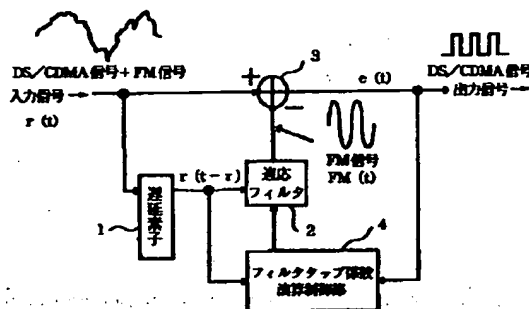 DS/CDMA信号+FM信号
入力信号
r(t)
3
+
−
e(t)
DS/CDMA信号
出力信号
FM信号
FM(t)
r(t-r)
遅延素子
1
適応
フィルタ
2
4
フィルタタップ係数
演算制御部